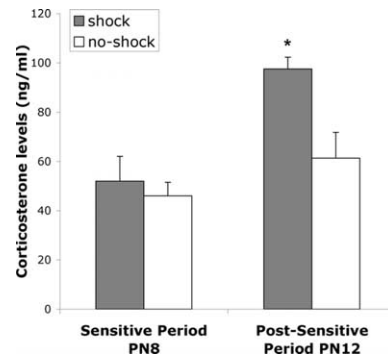 120
100
80
60
40
20
0
Corticosterone levels (ng/ml)
shock
no-shock
*
Sensitive Period
PN8
Post-Sensitive
Period PN12